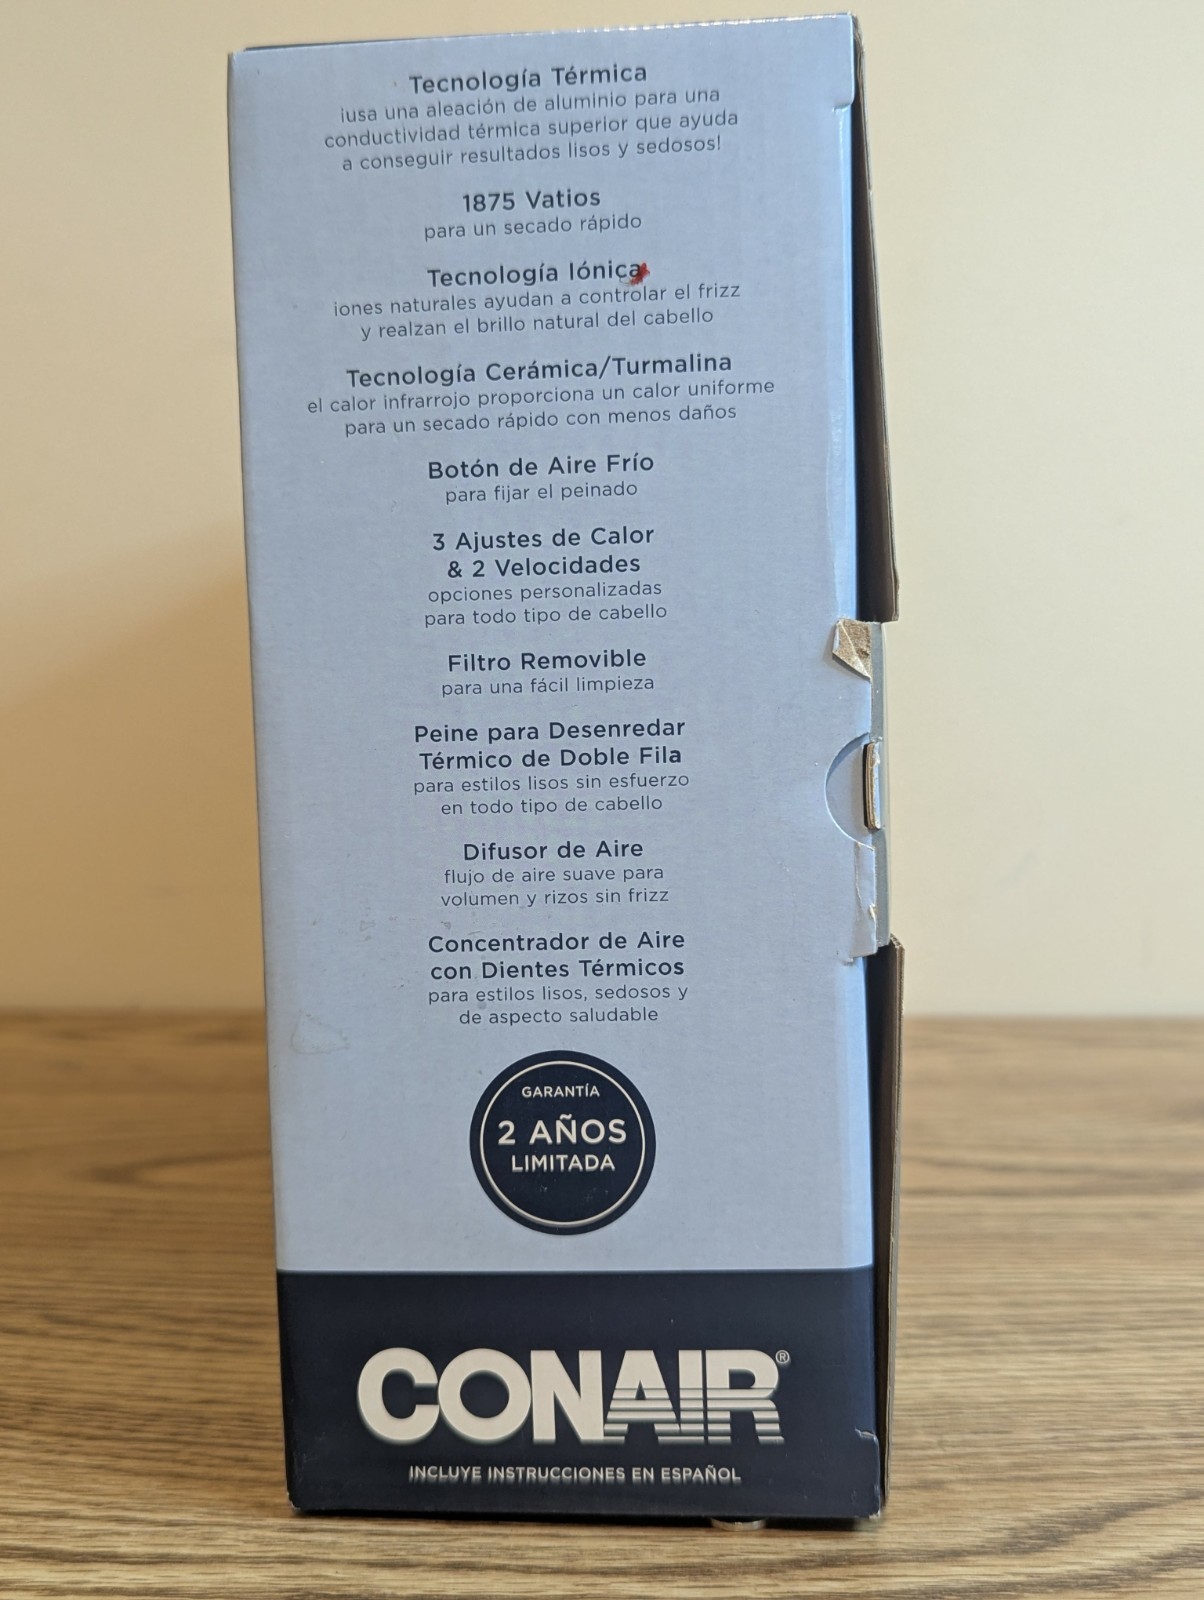 Tecnología Térmica
¡usa una aleación de aluminio para una
conductividad térmica superior que ayuda
a conseguir resultados lisos y sedosos!
1875 Vatios
para un secado rápido
Tecnología Iónica
iones naturales ayudan a controlar el frizz
y realzan el brillo natural del cabello
Tecnología Cerámica/Turmalina
el calor infrarrojo proporciona un calor uniforme
para un secado rápido con menos daños
Botón de Aire Frío
para fijar el peinado
3 Ajustes de Calor
& 2 Velocidades
opciones personalizadas
para todo tipo de cabello
Filtro Removible
para una fácil limpieza
Peine para Desenredar
Térmico de Doble Fila
para estilos lisos sin esfuerzo
en todo tipo de cabello
Difusor de Aire
flujo de aire suave para
volumen y rizos sin frizz
Concentrador de Aire
con Dientes Térmicos
para estilos lisos, sedosos y
de aspecto saludable
GARANTÍA
2 AÑOS
LIMITADA
CONAIR®
INCLUYE INSTRUCCIONES EN ESPAÑOL